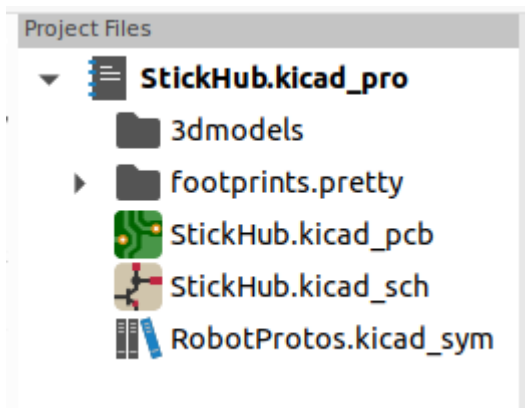 Project Files
StickHub.kicad_pro
3dmodels
footprints.pretty
StickHub.kicad_pcb
StickHub.kicad_sch
RobotProtos.kicad_sym